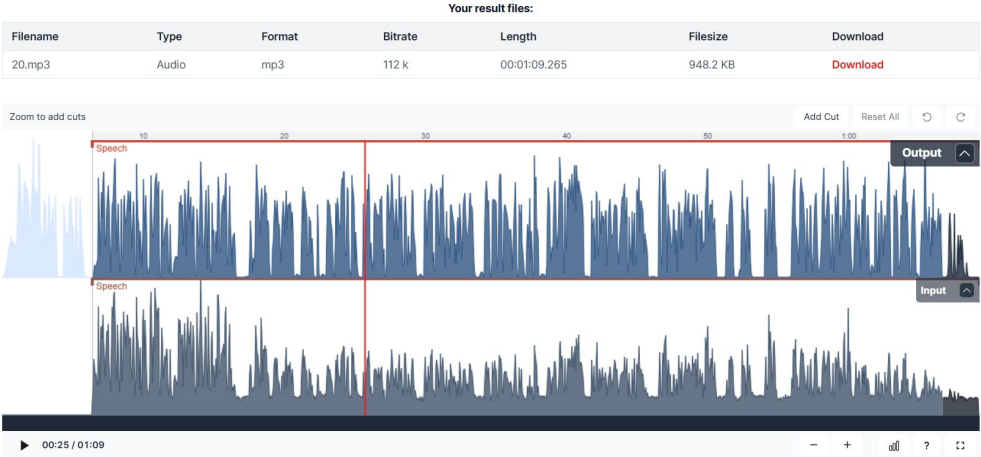 Your result files:
Filename Type Format Bitrate Length Filesize Download
20.mp3 Audio mp3 112 k 00:01:09.265 948.2 KB Download
Zoom to add cuts Add Cut Reset All
10 20 30 40 50 1:00
Speech
Output
Speech
Input
00:25 / 01:09 − + ?